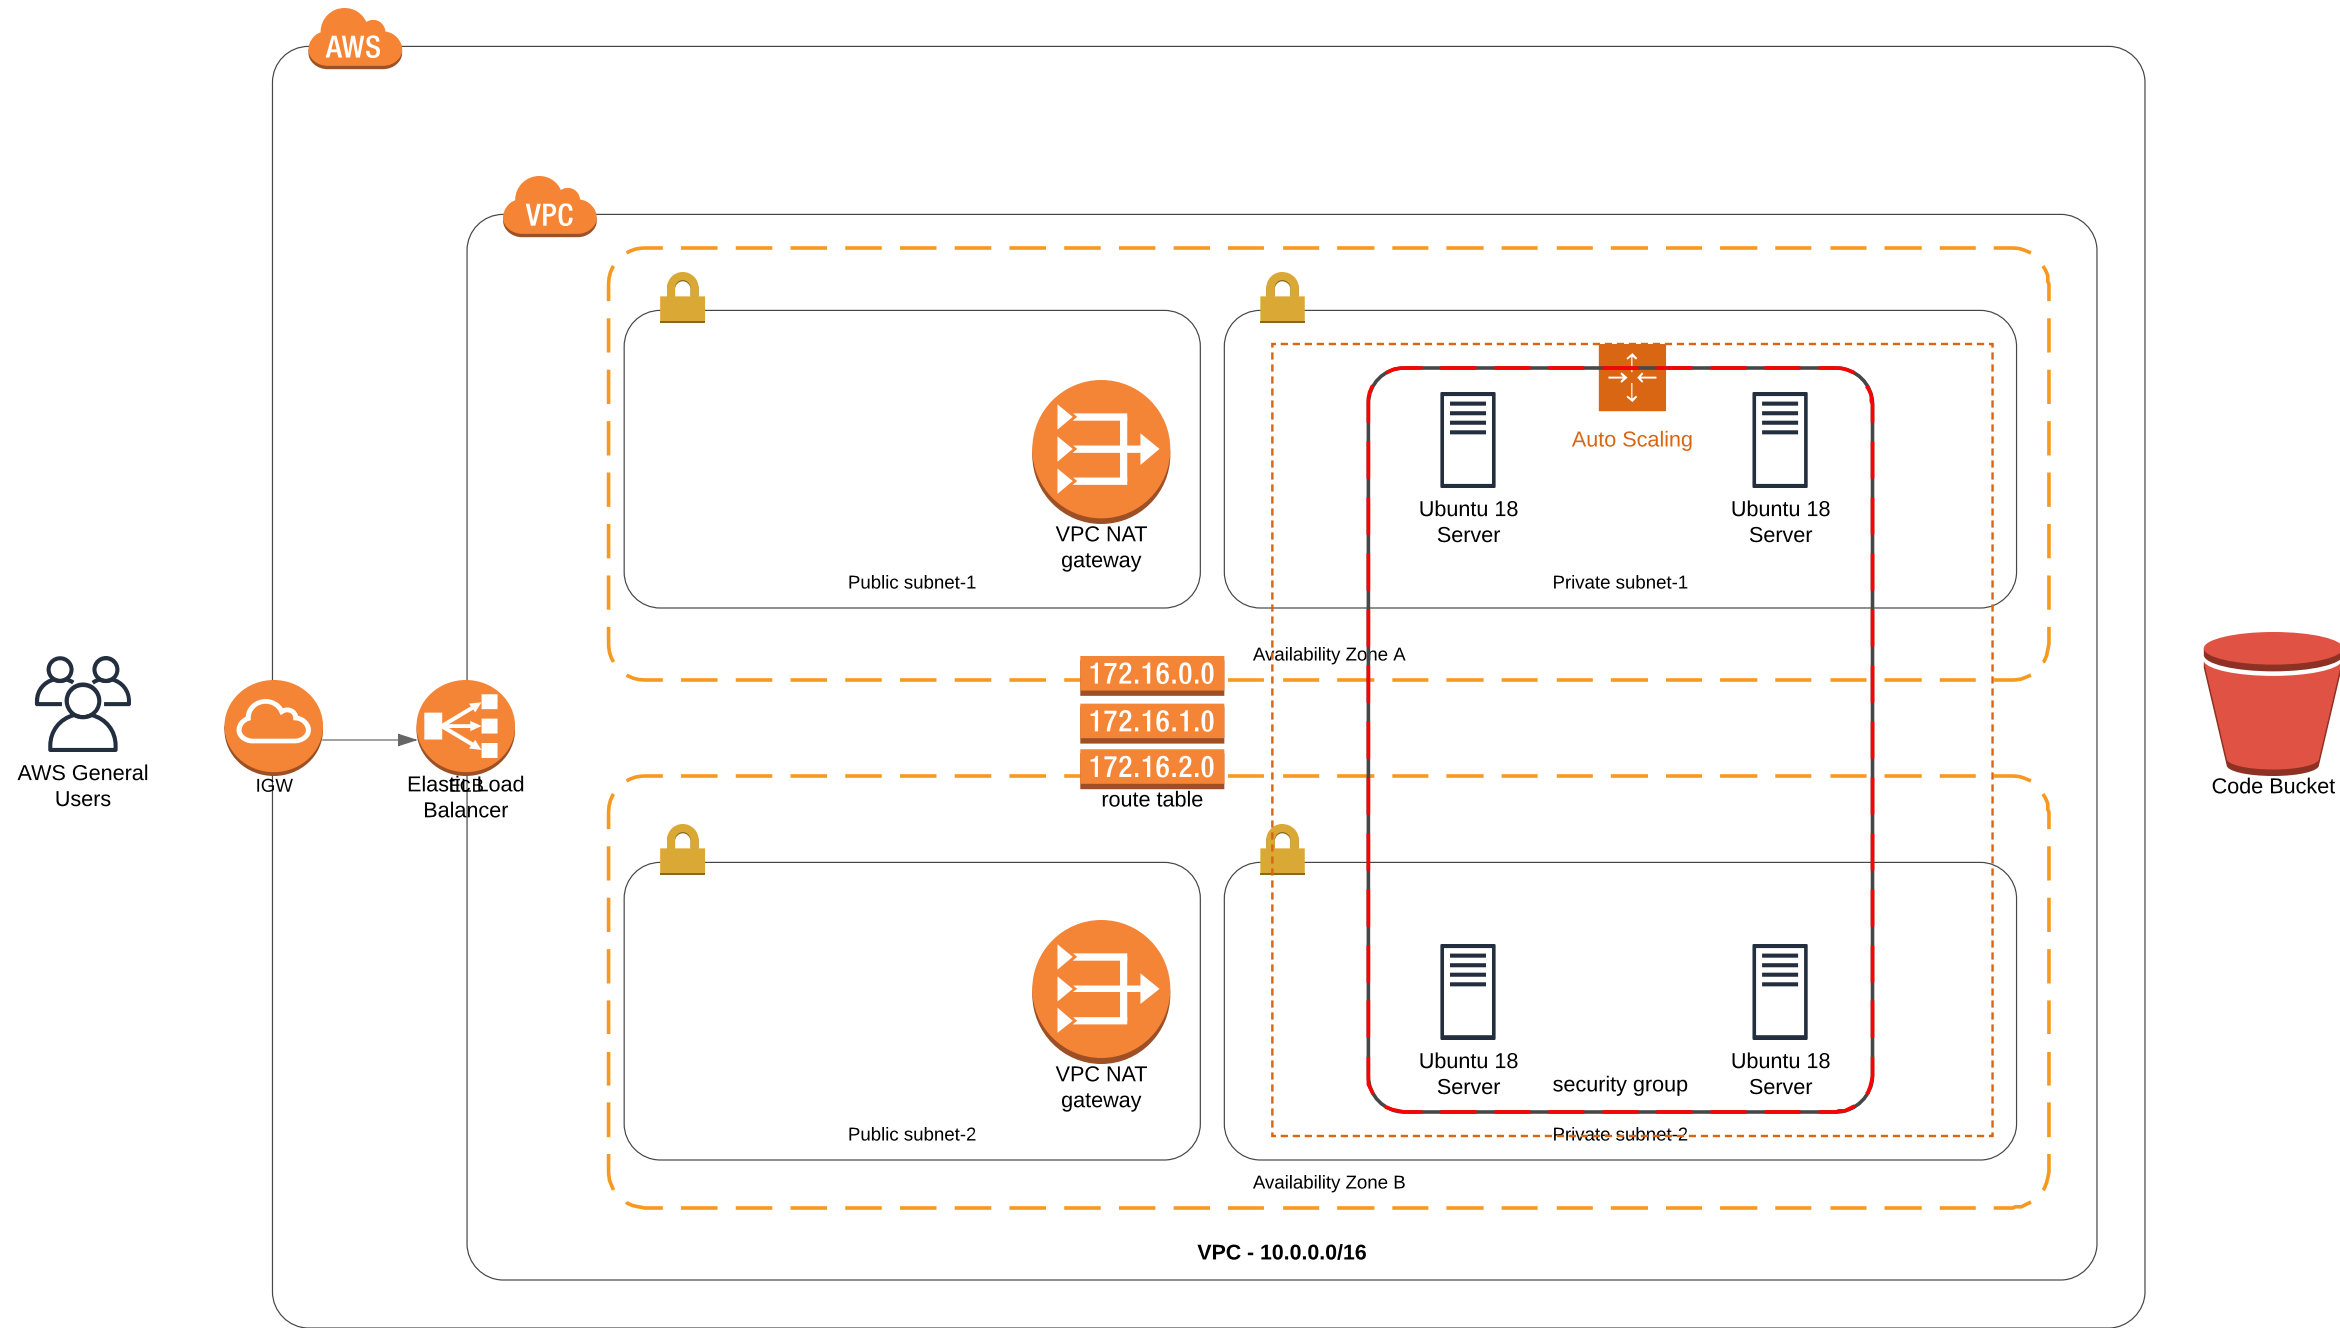 AWS
VPC
Auto Scaling
Ubuntu 18
Server
Ubuntu 18
Server
VPC NAT
gateway
Public subnet-1
Private subnet-1
Availability Zone A
172.16.0.0
172.16.1.0
172.16.2.0
route table
AWS General
Users
IGW
ELB
Elastic Load
Balancer
Code Bucket
Ubuntu 18
Server
Ubuntu 18
Server
security group
VPC NAT
gateway
Public subnet-2
Private subnet-2
Availability Zone B
VPC - 10.0.0.0/16